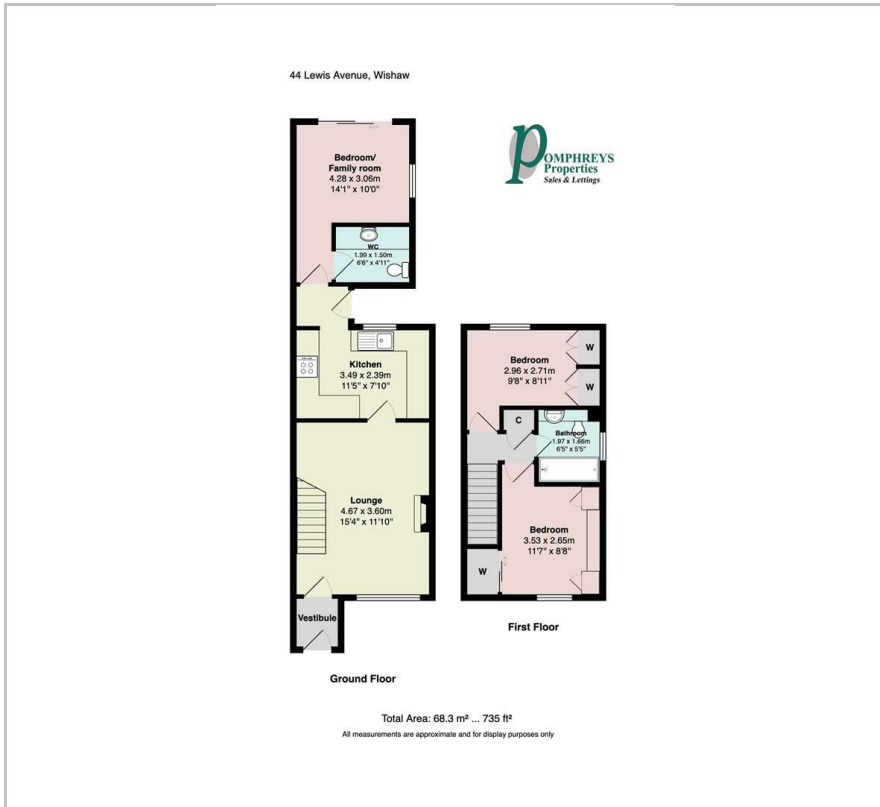 44 Lewis Avenue, Wishaw
POMPHREYS
Properties
Sales & Lettings
Bedroom/
Family room
4.28 x 3.06m
14'1" x 10'0"
WC
1.99 x 1.50m
6'6" x 4'11"
Kitchen
3.49 x 2.39m
11'5" x 7'10"
Lounge
4.67 x 3.60m
15'4" x 11'10"
Vestibule
Ground Floor
Bedroom
2.96 x 2.71m
9'8" x 8'11"
W
W
C
Bathroom
1.97 x 1.66m
6'5" x 5'5"
Bedroom
3.53 x 2.65m
11'7" x 8'8"
W
First Floor
Total Area: 68.3 m² ... 735 ft²
All measurements are approximate and for display purposes only